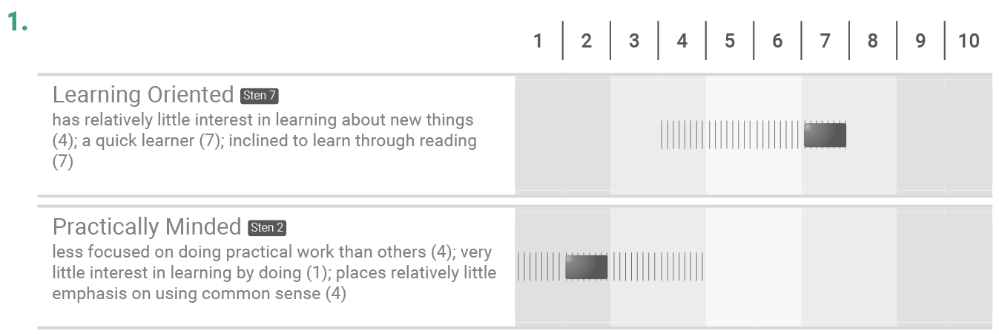 1.
1 2 3 4 5 6 7 8 9 10
Learning Oriented Sten 7
has relatively little interest in learning about new things
(4); a quick learner (7); inclined to learn through reading
(7)
Practically Minded Sten 2
less focused on doing practical work than others (4); very
little interest in learning by doing (1); places relatively little
emphasis on using common sense (4)